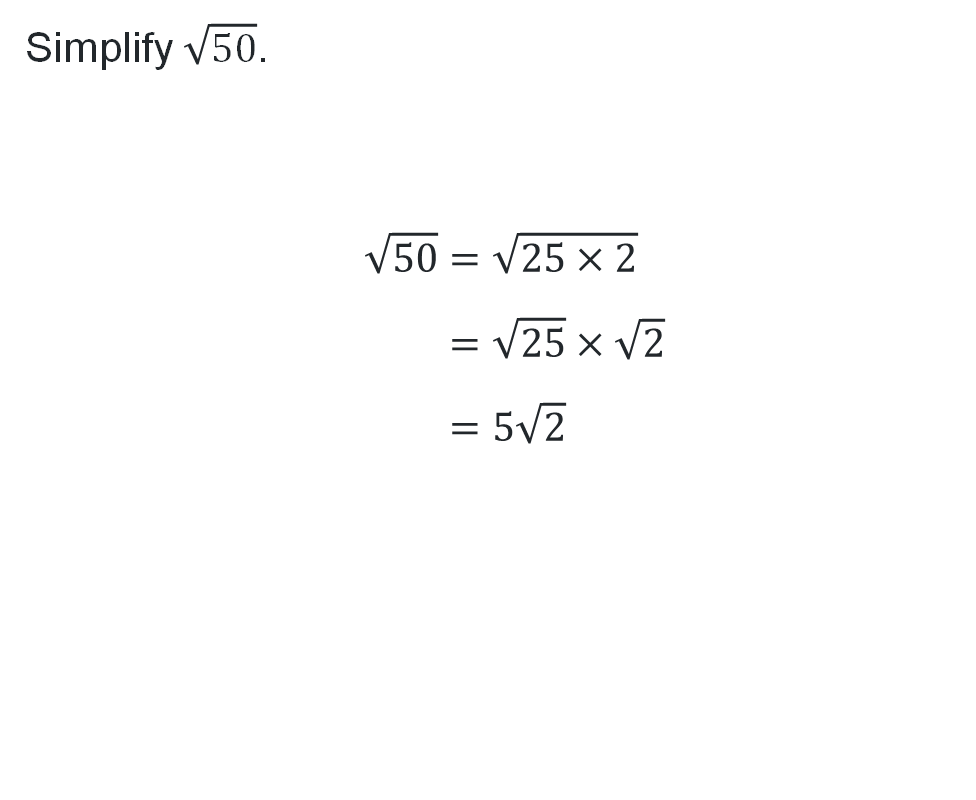 Simplify √50.
√50 = √25 × 2
= √25 × √2
= 5√2